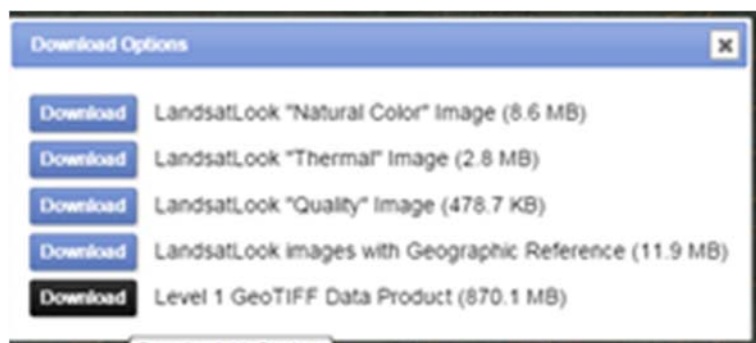 Download Options
Download LandsatLook "Natural Color" Image (8.6 MB)
Download LandsatLook "Thermal" Image (2.8 MB)
Download LandsatLook "Quality" Image (478.7 KB)
Download LandsatLook images with Geographic Reference (11.9 MB)
Download Level 1 GeoTIFF Data Product (870.1 MB)